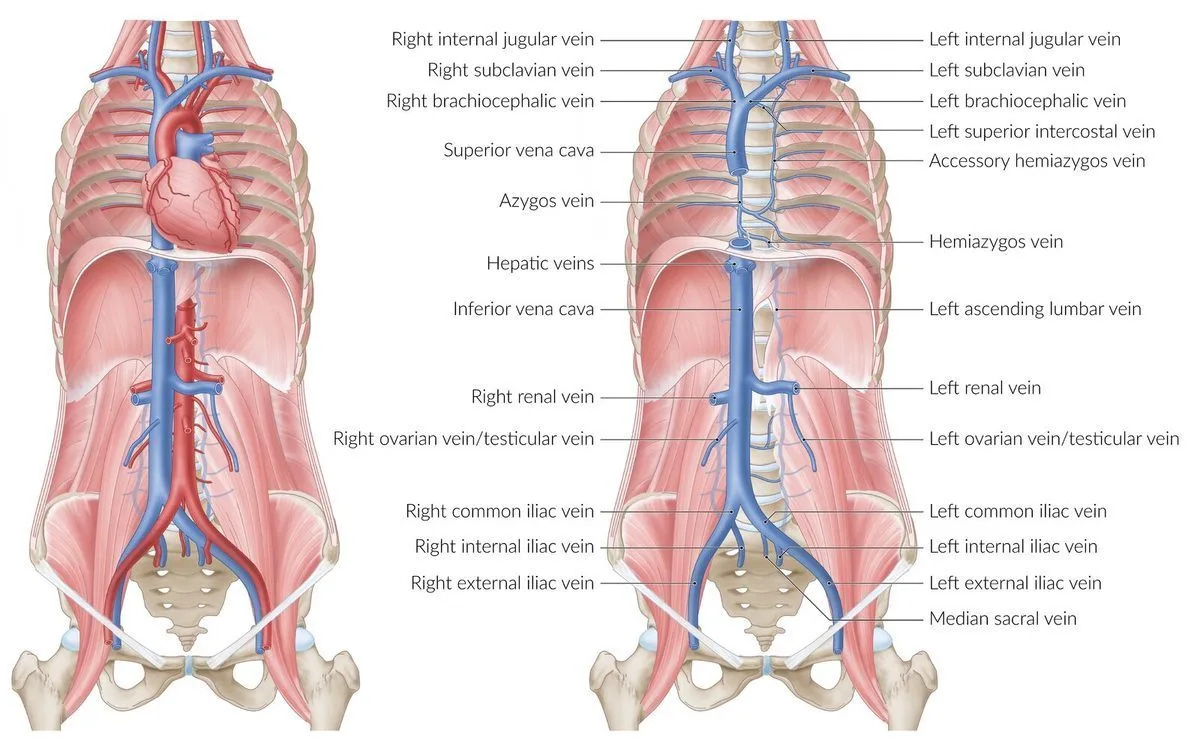 Right internal jugular vein
Right subclavian vein
Right brachiocephalic vein
Superior vena cava
Azygos vein
Hepatic veins
Inferior vena cava
Right renal vein
Right ovarian vein/testicular vein
Right common iliac vein
Right internal iliac vein
Right external iliac vein
Left internal jugular vein
Left subclavian vein
Left brachiocephalic vein
Left superior intercostal vein
Accessory hemiazygos vein
Hemiazygos vein
Left ascending lumbar vein
Left renal vein
Left ovarian vein/testicular vein
Left common iliac vein
Left internal iliac vein
Left external iliac vein
Median sacral vein